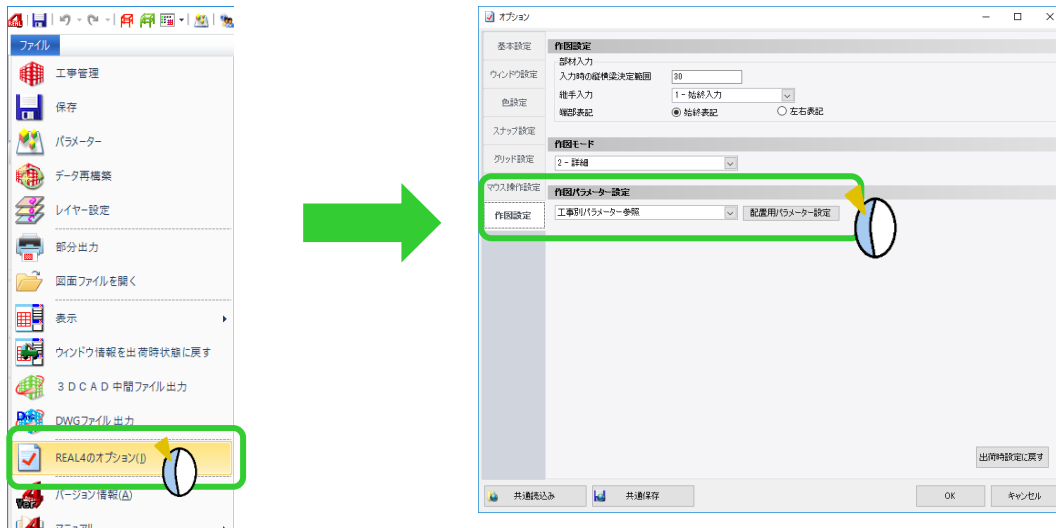 ファイル
工事管理
保存
パラメーター
データ再構築
レイヤー設定
部分出力
図面ファイルを開く
表示
ウィンドウ情報を出荷時状態に戻す
3DCAD中間ファイル出力
DWGファイル出力
REAL4のオプション(J)
バージョン情報(A)
マニュアル
オプション
基本設定
ウィンドウ設定
色設定
スナップ設定
グリッド設定
マウス操作設定
作図設定
作図設定
部材入力
入力時の縦横梁決定範囲 30
継手入力 1-始終入力
端部表記 始終表記 左右表記
作図モード
2-詳細
作図パラメーター設定
工事別パラメーター参照 配置用パラメーター設定
出荷時設定に戻す
共通読込み 共通保存 OK キャンセル